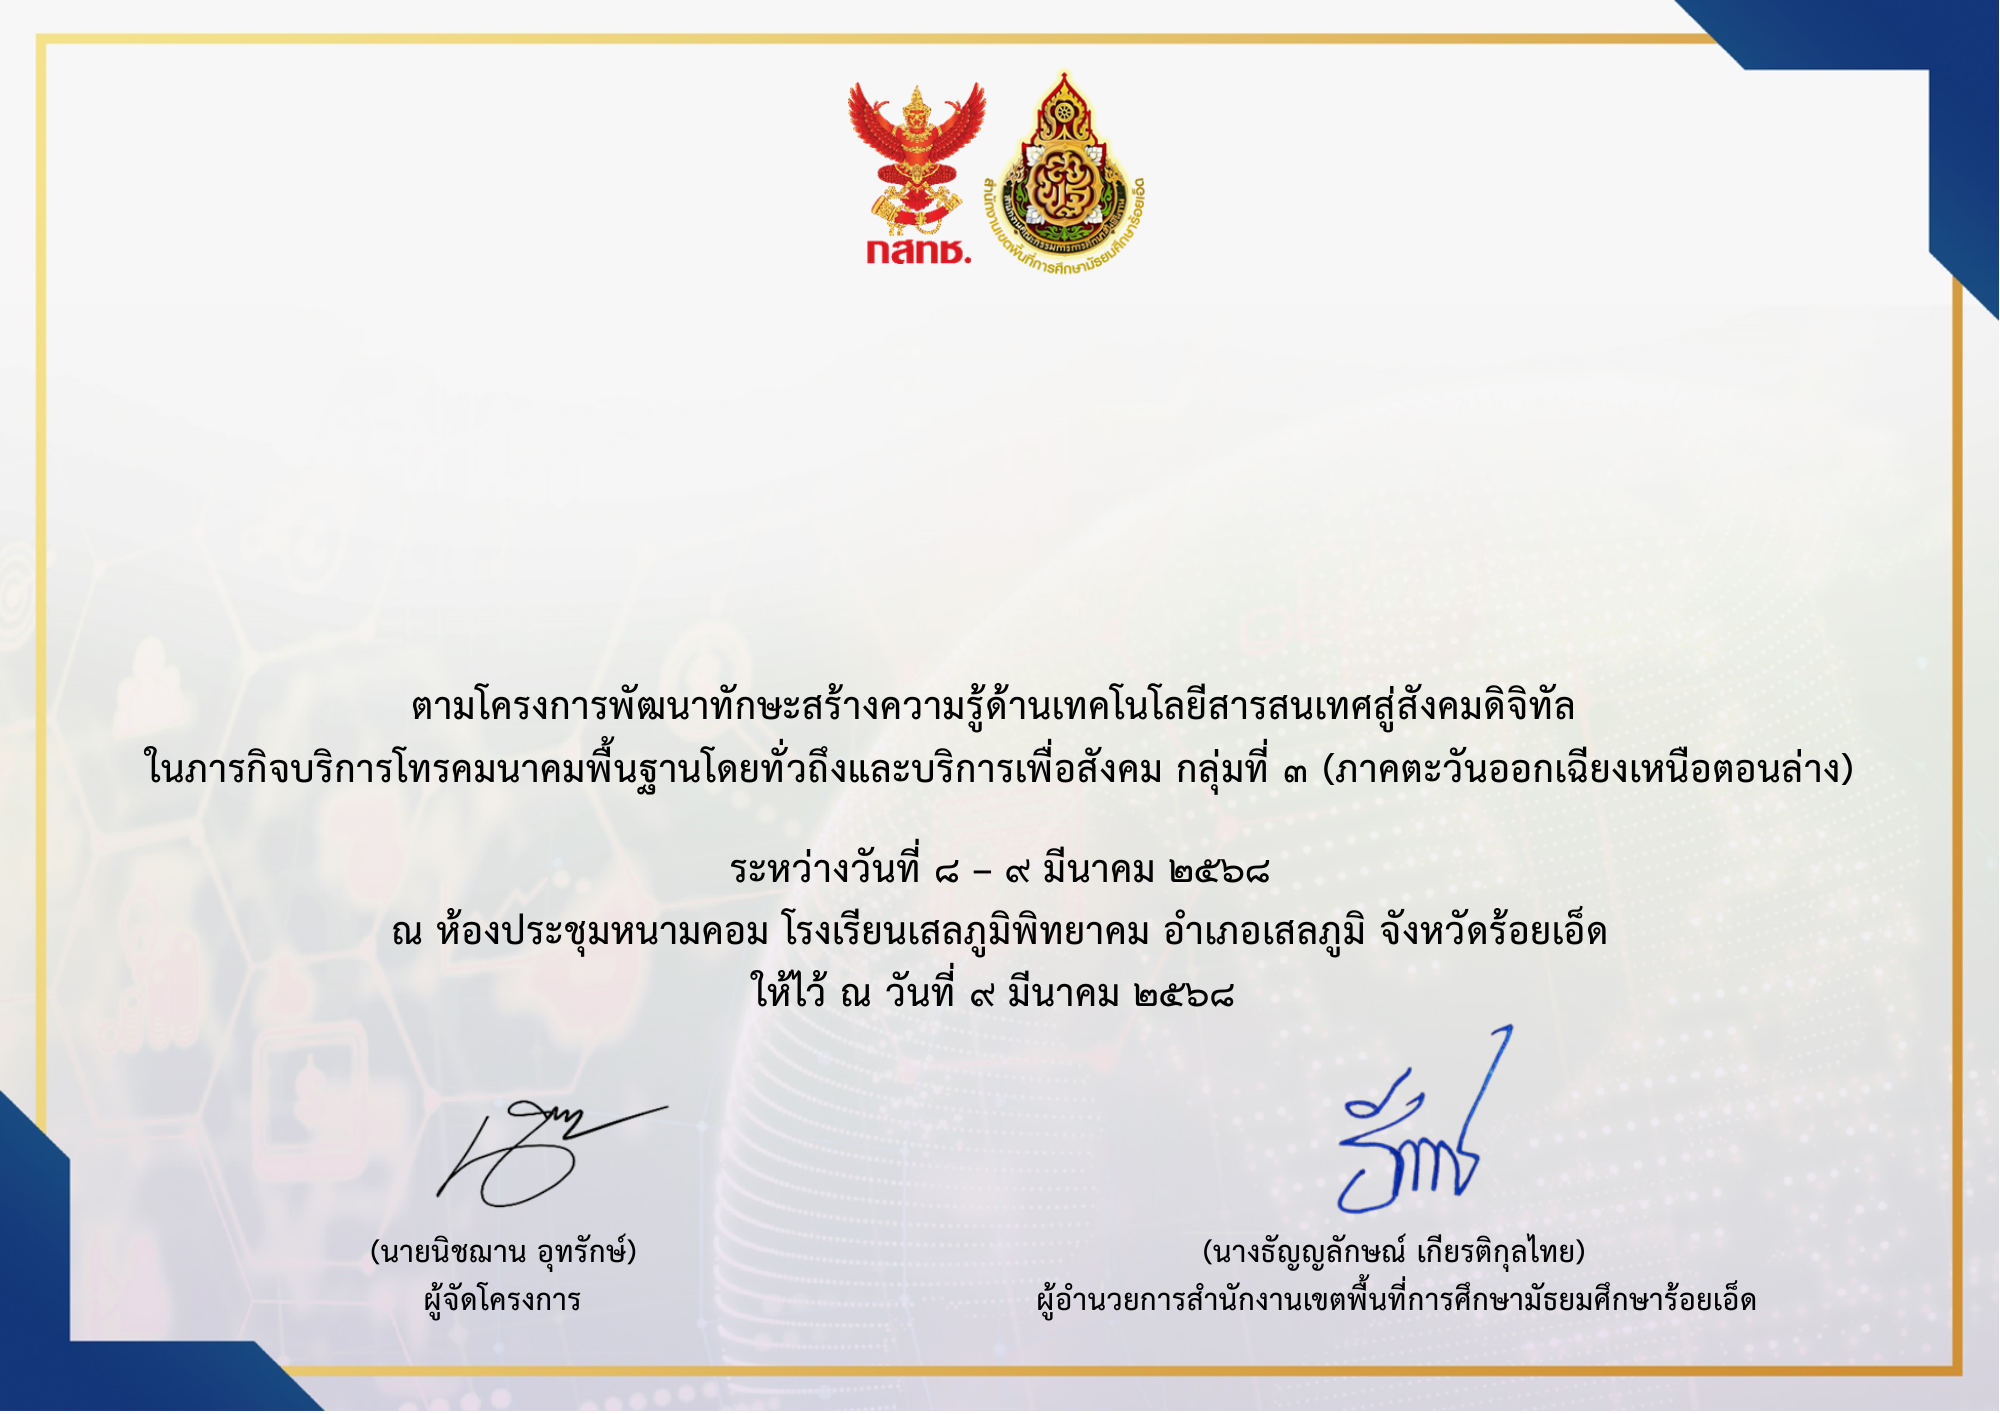 กสทช.
สำนักงานเขตพื้นที่การศึกษามัธยมศึกษาร้อยเอ็ด
ตามโครงการพัฒนาทักษะสร้างความรู้ด้านเทคโนโลยีสารสนเทศสู่สังคมดิจิทัล
ในภารกิจบริการโทรคมนาคมพื้นฐานโดยทั่วถึงและบริการเพื่อสังคม กลุ่มที่ ๓ (ภาคตะวันออกเฉียงเหนือตอนล่าง)
ระหว่างวันที่ ๘ – ๙ มีนาคม ๒๕๖๘
ณ ห้องประชุมหนามคอม โรงเรียนเสลภูมิพิทยาคม อำเภอเสลภูมิ จังหวัดร้อยเอ็ด
ให้ไว้ ณ วันที่ ๙ มีนาคม ๒๕๖๘
(นายนิชฌาน อุทรักษ์)
ผู้จัดโครงการ
(นางธัญญลักษณ์ เกียรติกุลไทย)
ผู้อำนวยการสำนักงานเขตพื้นที่การศึกษามัธยมศึกษาร้อยเอ็ด